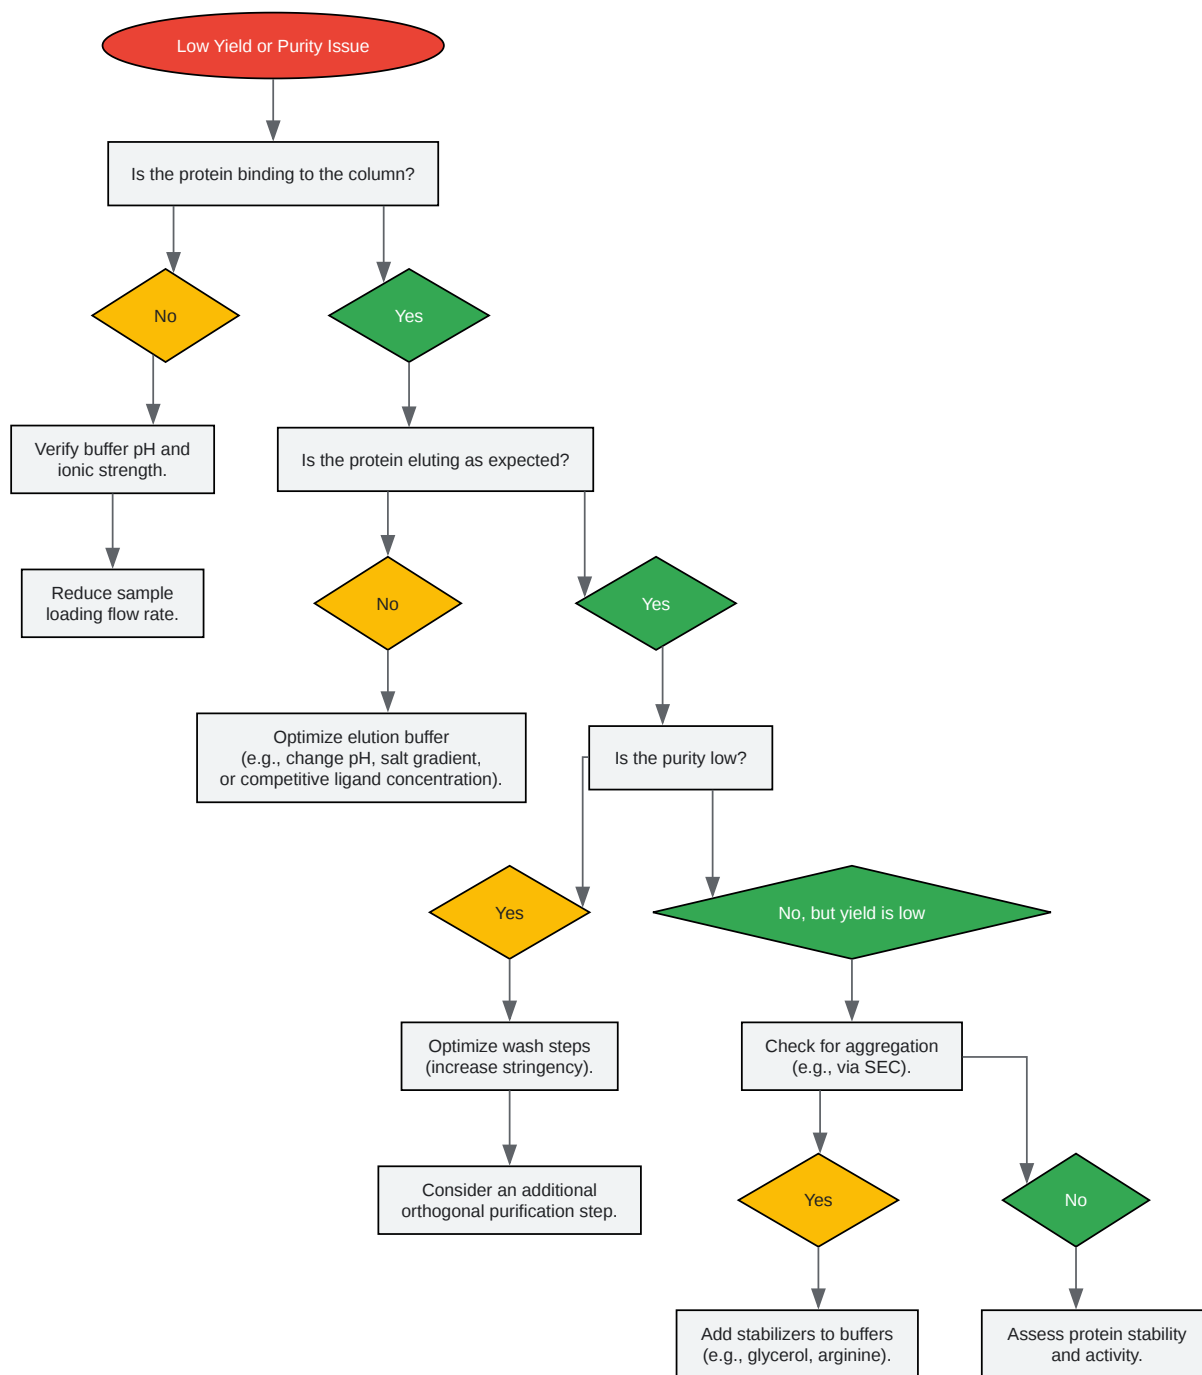 Low Yield or Purity Issue
Is the protein binding to the column?
No
Yes
Verify buffer pH and
ionic strength.
Is the protein eluting as expected?
Reduce sample
loading flow rate.
No
Yes
Optimize elution buffer
(e.g., change pH, salt gradient,
or competitive ligand concentration).
Is the purity low?
Yes
No, but yield is low
Optimize wash steps
(increase stringency).
Check for aggregation
(e.g., via SEC).
Consider an additional
orthogonal purification step.
Yes
No
Add stabilizers to buffers
(e.g., glycerol, arginine).
Assess protein stability
and activity.